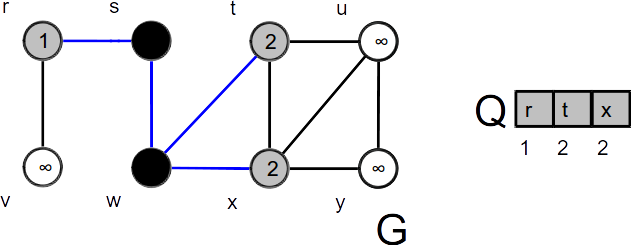 r s t u
1 2 ∞
Q r t x
1 2 2
∞ 2 ∞
v w x y
G